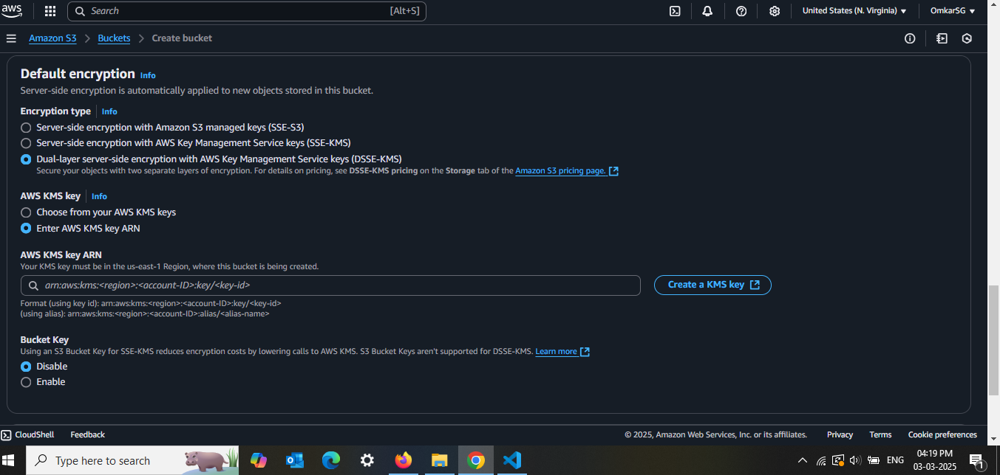 aws
Search [Alt+S]
United States (N. Virginia) ▼ OmkarSG ▼
Amazon S3 > Buckets > Create bucket
Default encryption Info
Server-side encryption is automatically applied to new objects stored in this bucket.
Encryption type Info
Server-side encryption with Amazon S3 managed keys (SSE-S3)
Server-side encryption with AWS Key Management Service keys (SSE-KMS)
Dual-layer server-side encryption with AWS Key Management Service keys (DSSE-KMS)
Secure your objects with two separate layers of encryption. For details on pricing, see DSSE-KMS pricing on the Storage tab of the Amazon S3 pricing page.
AWS KMS key Info
Choose from your AWS KMS keys
Enter AWS KMS key ARN
AWS KMS key ARN
Your KMS key must be in the us-east-1 Region, where this bucket is being created.
arn:aws:kms:<region>:<account-ID>:key/<key-id>
Create a KMS key
Format (using key id): arn:aws:kms:<region>:<account-ID>:key/<key-id>
(using alias): arn:aws:kms:<region>:<account-ID>:alias/<alias-name>
Bucket Key
Using an S3 Bucket Key for SSE-KMS reduces encryption costs by lowering calls to AWS KMS. S3 Bucket Keys aren't supported for DSSE-KMS. Learn more
Disable
Enable
CloudShell Feedback © 2025, Amazon Web Services, Inc. or its affiliates. Privacy Terms Cookie preferences
Type here to search
ENG
04:19 PM
03-03-2025
1